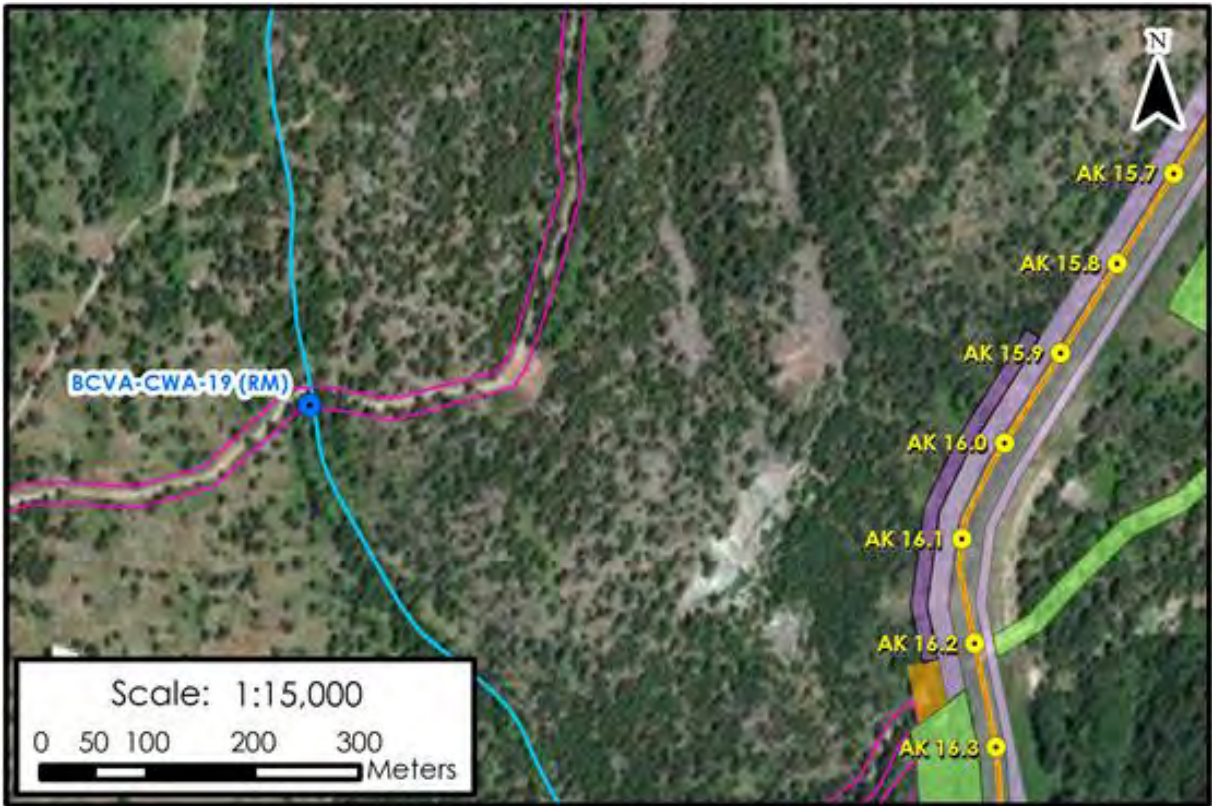 N
AK 15.7
AK 15.8
AK 15.9
BCVA-CWA-19 (RM)
AK 16.0
AK 16.1
AK 16.2
Scale: 1:15,000
0 50 100 200 300
Meters
AK 16.3